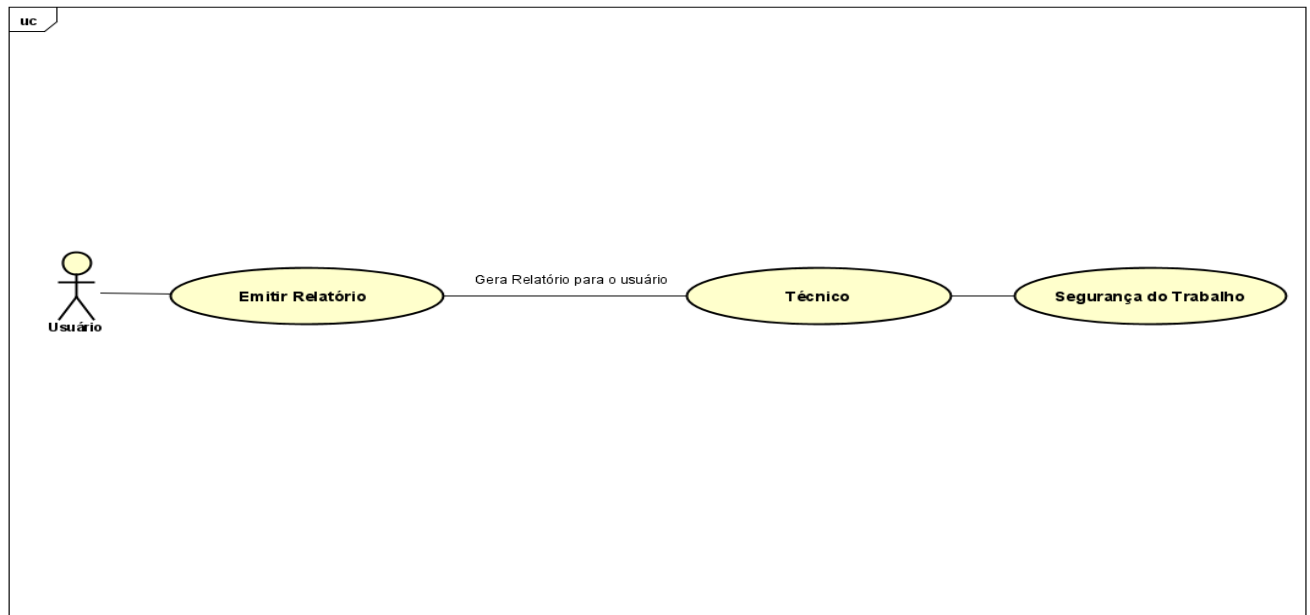 uc
Gera Relatório para o usuário
Emitir Relatório
Técnico
Segurança do Trabalho
Usuário